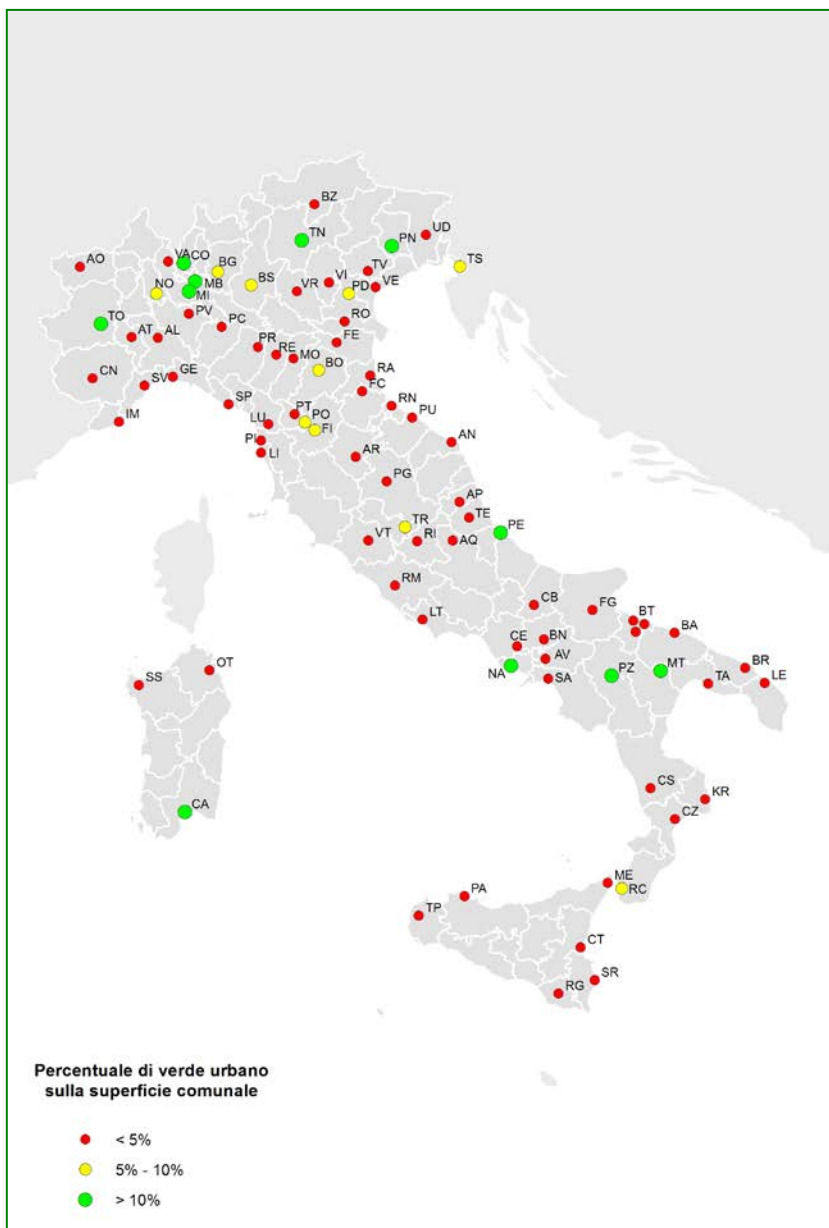 BZ
TN
PN
UD
AO
VA
CO
BG
TS
TV
NO
MB
BS
VI
VR
PD
VE
MI
TO
PV
RO
PC
AT
AL
FE
PR
RE
MO
BO
RA
CN
GE
SV
FC
SP
RN
IM
PT
PO
PU
LU
FI
PI
AN
LI
AR
PG
AP
TE
TR
PE
VT
RI
AQ
RM
CB
FG
LT
BT
BA
CE
BN
AV
NA
PZ
MT
BR
SA
TA
LE
OT
SS
CS
KR
CA
CZ
ME
RC
PA
TP
CT
SR
RG
Percentuale di verde urbano
sulla superficie comunale
< 5%
5% - 10%
> 10%